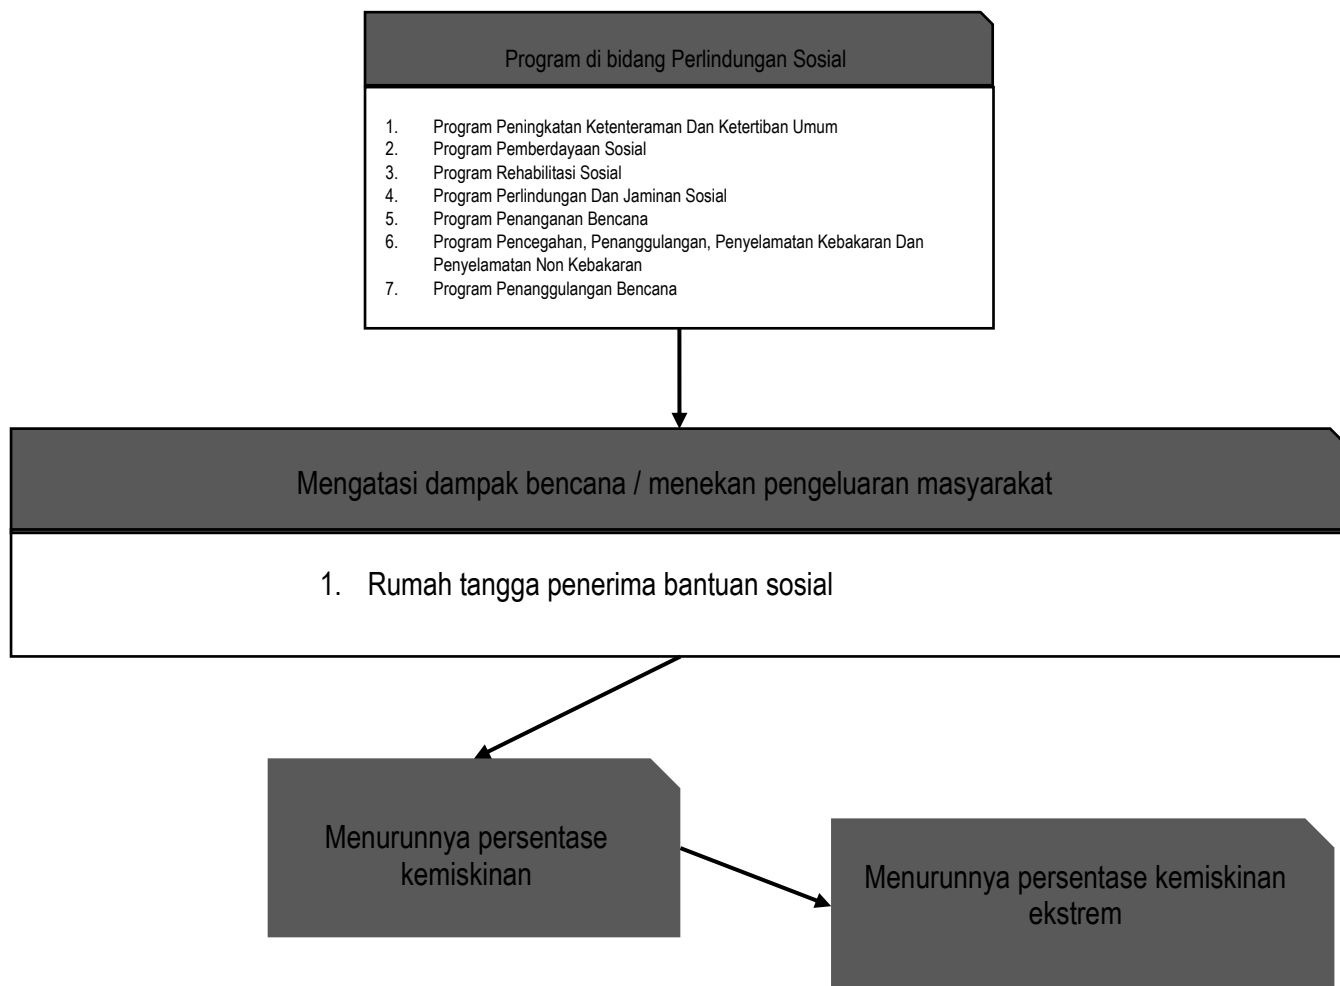 Program di bidang Perlindungan Sosial
1. Program Peningkatan Ketenteraman Dan Ketertiban Umum
2. Program Pemberdayaan Sosial
3. Program Rehabilitasi Sosial
4. Program Perlindungan Dan Jaminan Sosial
5. Program Penanganan Bencana
6. Program Pencegahan, Penanggulangan, Penyelamatan Kebakaran Dan
Penyelamatan Non Kebakaran
7. Program Penanggulangan Bencana
Mengatasi dampak bencana / menekan pengeluaran masyarakat
1. Rumah tangga penerima bantuan sosial
Menurunnya persentase
kemiskinan
Menurunnya persentase kemiskinan
ekstrem